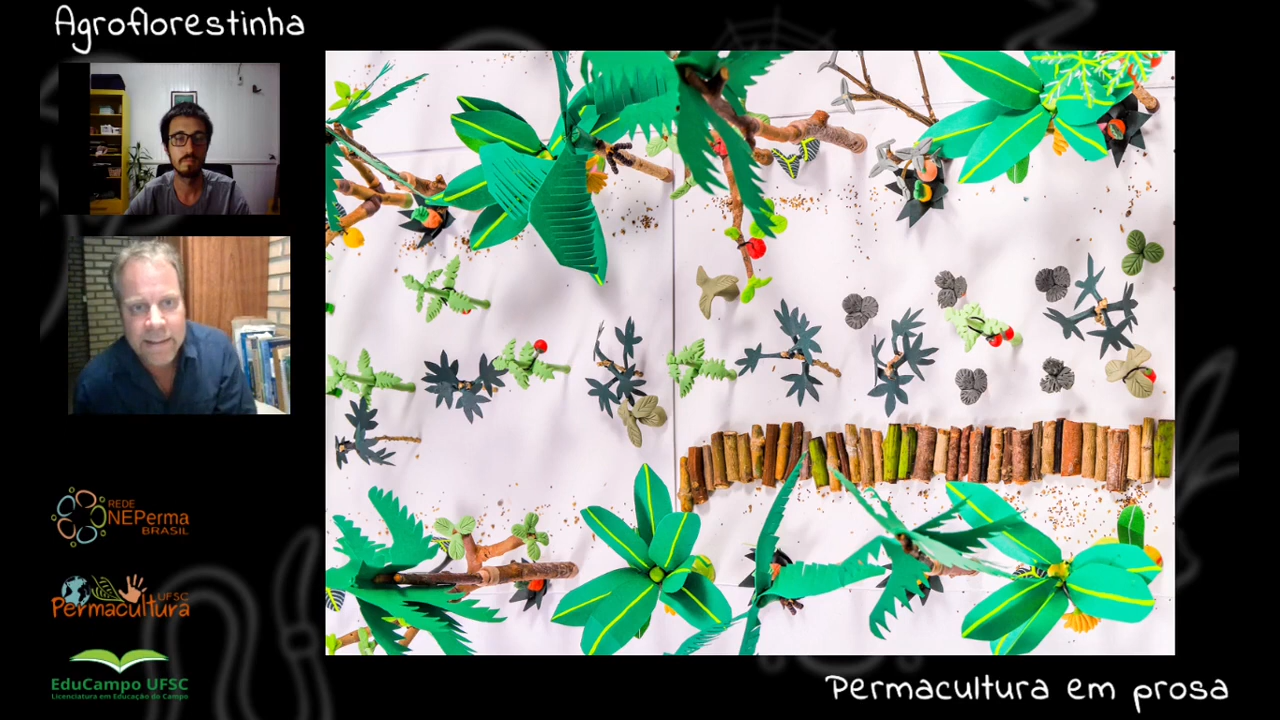 Agroflorestinha
REDE
NEPerma
BRASIL
UFSC
Permacultura
EduCampo UFSC
Licenciatura em Educação do Campo
Permacultura em prosa